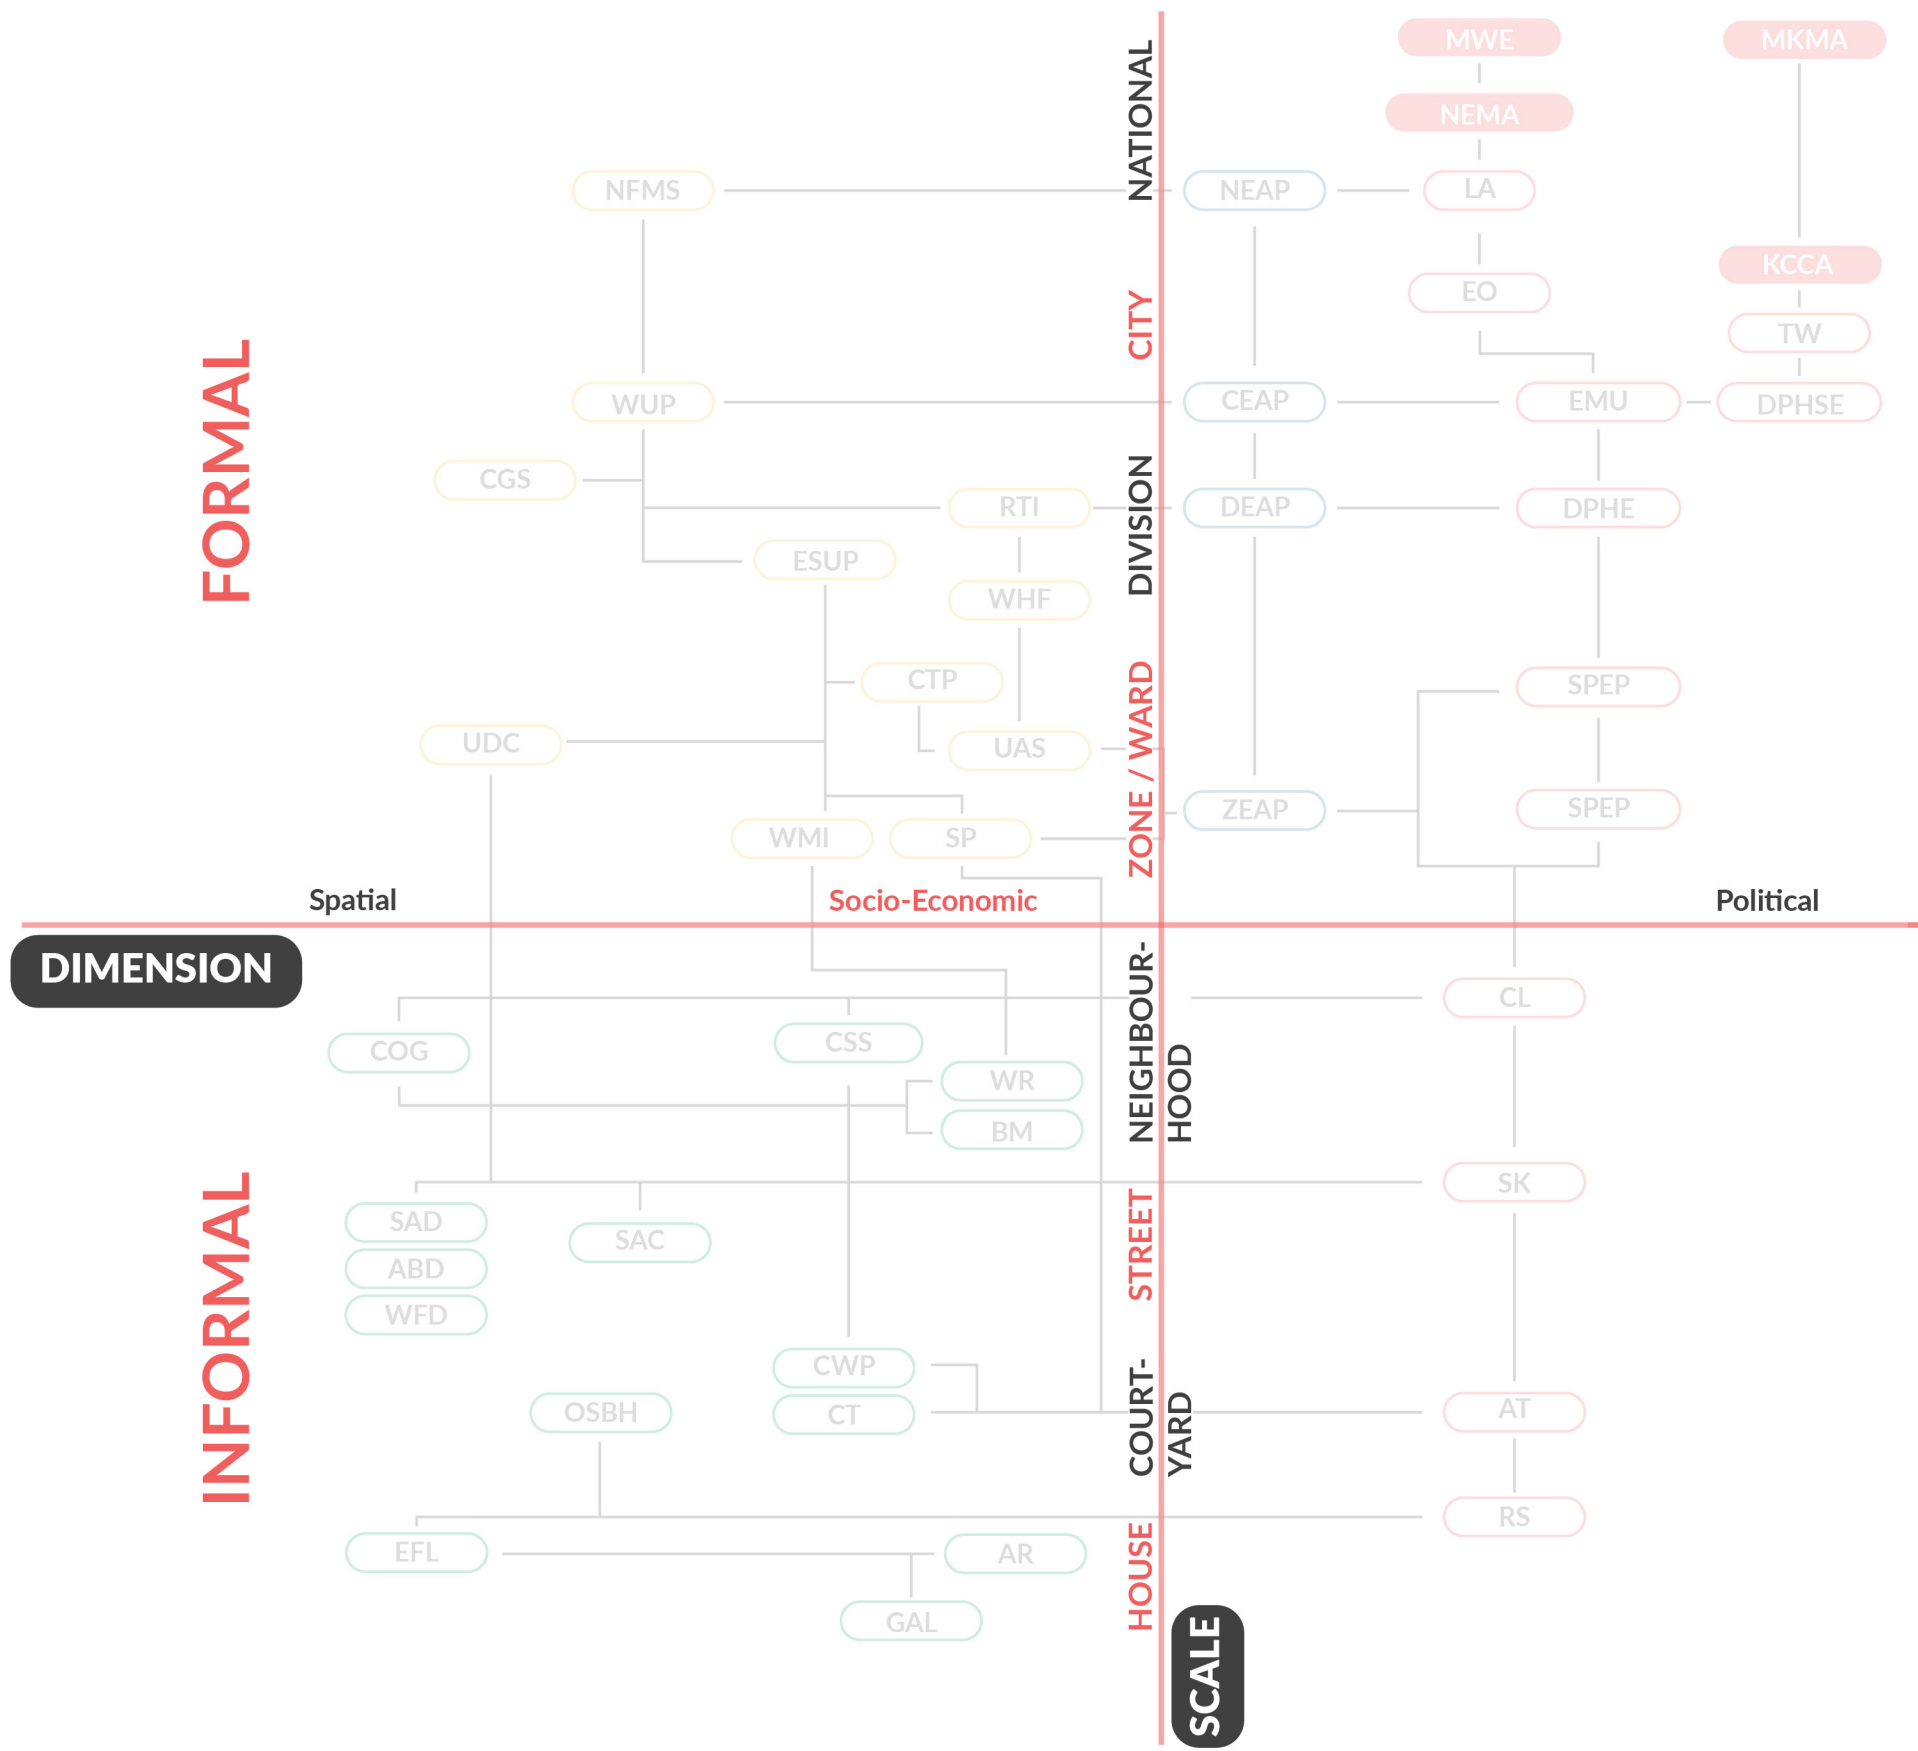 MWE
MKMA
NATIONAL
NEMA
NFMS
NEAP
LA
KCCA
CITY
EO
TW
FORMAL
WUP
CEAP
EMU
DPHSE
CGS
RTI
DIVISION
DEAP
DPHE
ESUP
WHF
CTP
ZONE / WARD
SPEP
UDC
UAS
WMI
SP
ZEAP
SPEP
Spatial
Socio-Economic
Political
DIMENSION
NEIGHBOUR-
HOOD
CL
COG
CSS
WR
BM
SK
INFORMAL
SAD
SAC
STREET
ABD
WFD
CWP
COURT-
YARD
OSBH
CT
AT
RS
EFL
AR
HOUSE
GAL
SCALE